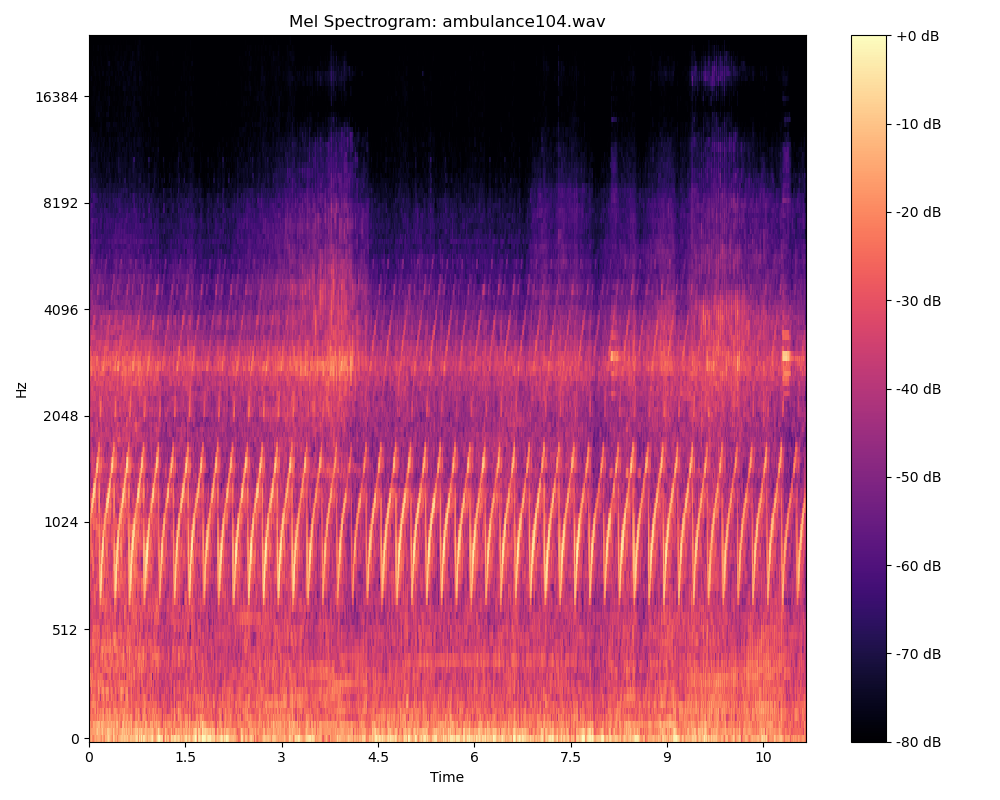 Mel Spectrogram: ambulance104.wav
+0 dB
16384
-10 dB
8192
-20 dB
4096
-30 dB
Hz
2048
-40 dB
1024
-50 dB
512
-60 dB
0
-70 dB
-80 dB
0 1.5 3 4.5 6 7.5 9 10
Time